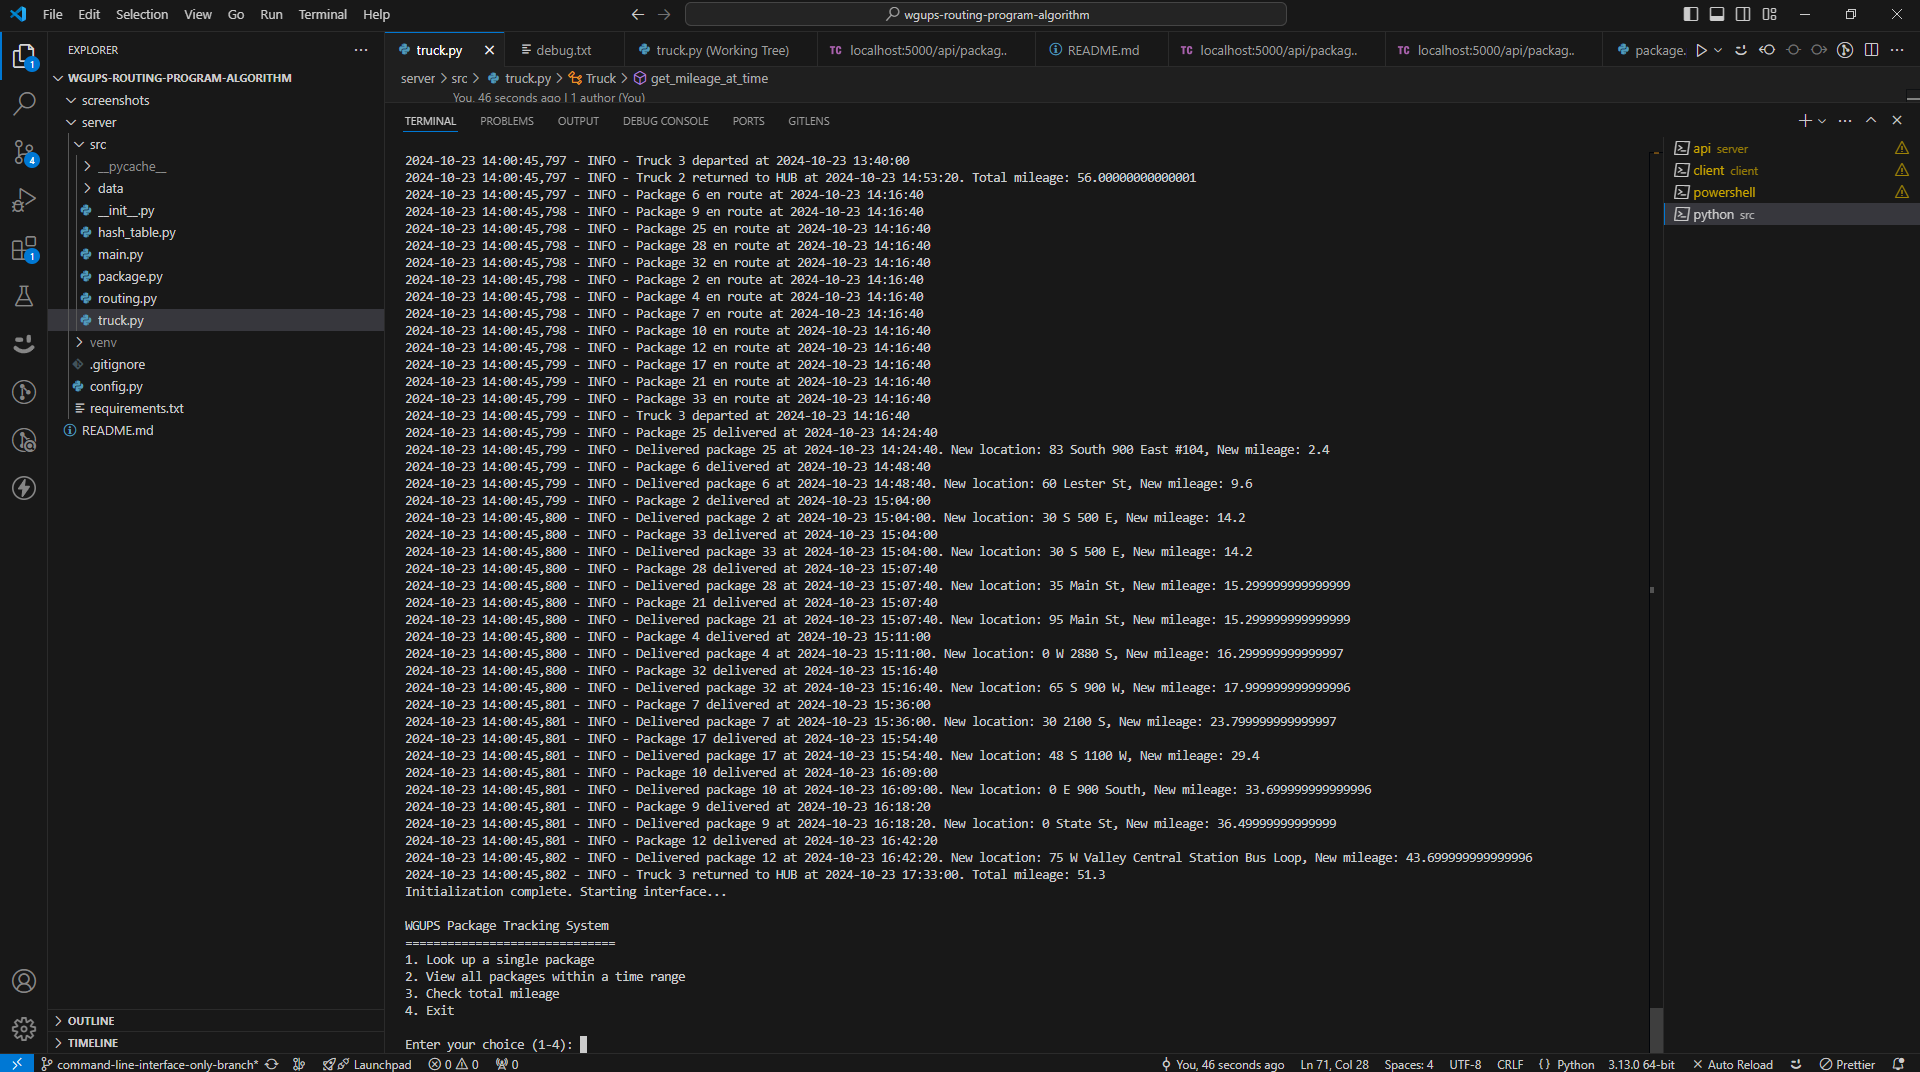 File Edit Selection View Go Run Terminal Help
wgups-routing-program-algorithm
EXPLORER
WGUPS-ROUTING-PROGRAM-ALGORITHM
screenshots
server
src
__pycache__
data
__init__.py
hash_table.py
main.py
package.py
routing.py
truck.py
venv
.gitignore
config.py
requirements.txt
README.md
OUTLINE
TIMELINE
1
4
1
truck.py debug.txt truck.py (Working Tree) TC localhost:5000/api/packag.. README.md TC localhost:5000/api/packag.. TC localhost:5000/api/packag.. package.
server > src > truck.py > Truck > get_mileage_at_time
You, 46 seconds ago | 1 author (You)
TERMINAL PROBLEMS OUTPUT DEBUG CONSOLE PORTS GITLENS
2024-10-23 14:00:45,797 - INFO - Truck 3 departed at 2024-10-23 13:40:00
2024-10-23 14:00:45,797 - INFO - Truck 2 returned to HUB at 2024-10-23 14:53:20. Total mileage: 56.00000000000001
2024-10-23 14:00:45,797 - INFO - Package 6 en route at 2024-10-23 14:16:40
2024-10-23 14:00:45,798 - INFO - Package 9 en route at 2024-10-23 14:16:40
2024-10-23 14:00:45,798 - INFO - Package 25 en route at 2024-10-23 14:16:40
2024-10-23 14:00:45,798 - INFO - Package 28 en route at 2024-10-23 14:16:40
2024-10-23 14:00:45,798 - INFO - Package 32 en route at 2024-10-23 14:16:40
2024-10-23 14:00:45,798 - INFO - Package 2 en route at 2024-10-23 14:16:40
2024-10-23 14:00:45,798 - INFO - Package 4 en route at 2024-10-23 14:16:40
2024-10-23 14:00:45,798 - INFO - Package 7 en route at 2024-10-23 14:16:40
2024-10-23 14:00:45,798 - INFO - Package 10 en route at 2024-10-23 14:16:40
2024-10-23 14:00:45,798 - INFO - Package 12 en route at 2024-10-23 14:16:40
2024-10-23 14:00:45,799 - INFO - Package 17 en route at 2024-10-23 14:16:40
2024-10-23 14:00:45,799 - INFO - Package 21 en route at 2024-10-23 14:16:40
2024-10-23 14:00:45,799 - INFO - Package 33 en route at 2024-10-23 14:16:40
2024-10-23 14:00:45,799 - INFO - Truck 3 departed at 2024-10-23 14:16:40
2024-10-23 14:00:45,799 - INFO - Package 25 delivered at 2024-10-23 14:24:40
2024-10-23 14:00:45,799 - INFO - Delivered package 25 at 2024-10-23 14:24:40. New location: 83 South 900 East #104, New mileage: 2.4
2024-10-23 14:00:45,799 - INFO - Package 6 delivered at 2024-10-23 14:48:40
2024-10-23 14:00:45,799 - INFO - Delivered package 6 at 2024-10-23 14:48:40. New location: 60 Lester St, New mileage: 9.6
2024-10-23 14:00:45,799 - INFO - Package 2 delivered at 2024-10-23 15:04:00
2024-10-23 14:00:45,800 - INFO - Delivered package 2 at 2024-10-23 15:04:00. New location: 30 S 500 E, New mileage: 14.2
2024-10-23 14:00:45,800 - INFO - Package 33 delivered at 2024-10-23 15:04:00
2024-10-23 14:00:45,800 - INFO - Delivered package 33 at 2024-10-23 15:04:00. New location: 30 S 500 E, New mileage: 14.2
2024-10-23 14:00:45,800 - INFO - Package 28 delivered at 2024-10-23 15:07:40
2024-10-23 14:00:45,800 - INFO - Delivered package 28 at 2024-10-23 15:07:40. New location: 35 Main St, New mileage: 15.299999999999999
2024-10-23 14:00:45,800 - INFO - Package 21 delivered at 2024-10-23 15:07:40
2024-10-23 14:00:45,800 - INFO - Delivered package 21 at 2024-10-23 15:07:40. New location: 95 Main St, New mileage: 15.299999999999999
2024-10-23 14:00:45,800 - INFO - Package 4 delivered at 2024-10-23 15:11:00
2024-10-23 14:00:45,800 - INFO - Delivered package 4 at 2024-10-23 15:11:00. New location: 0 W 2880 S, New mileage: 16.299999999999997
2024-10-23 14:00:45,800 - INFO - Package 32 delivered at 2024-10-23 15:16:40
2024-10-23 14:00:45,800 - INFO - Delivered package 32 at 2024-10-23 15:16:40. New location: 65 S 900 W, New mileage: 17.999999999999996
2024-10-23 14:00:45,801 - INFO - Package 7 delivered at 2024-10-23 15:36:00
2024-10-23 14:00:45,801 - INFO - Delivered package 7 at 2024-10-23 15:36:00. New location: 30 2100 S, New mileage: 23.799999999999997
2024-10-23 14:00:45,801 - INFO - Package 17 delivered at 2024-10-23 15:54:40
2024-10-23 14:00:45,801 - INFO - Delivered package 17 at 2024-10-23 15:54:40. New location: 48 S 1100 W, New mileage: 29.4
2024-10-23 14:00:45,801 - INFO - Package 10 delivered at 2024-10-23 16:09:00
2024-10-23 14:00:45,801 - INFO - Delivered package 10 at 2024-10-23 16:09:00. New location: 0 E 900 South, New mileage: 33.699999999999996
2024-10-23 14:00:45,801 - INFO - Package 9 delivered at 2024-10-23 16:18:20
2024-10-23 14:00:45,801 - INFO - Delivered package 9 at 2024-10-23 16:18:20. New location: 0 State St, New mileage: 36.49999999999999
2024-10-23 14:00:45,801 - INFO - Package 12 delivered at 2024-10-23 16:42:20
2024-10-23 14:00:45,802 - INFO - Delivered package 12 at 2024-10-23 16:42:20. New location: 75 W Valley Central Station Bus Loop, New mileage: 43.699999999999996
2024-10-23 14:00:45,802 - INFO - Truck 3 returned to HUB at 2024-10-23 17:33:00. Total mileage: 51.3
Initialization complete. Starting interface...
WGUPS Package Tracking System
==============================
1. Look up a single package
2. View all packages within a time range
3. Check total mileage
4. Exit
Enter your choice (1-4):
api server
client client
powershell
python src
command-line-interface-only-branch* Launchpad 0 0 0 You, 46 seconds ago Ln 71, Col 28 Spaces: 4 UTF-8 CRLF Python 3.13.0 64-bit Auto Reload Prettier